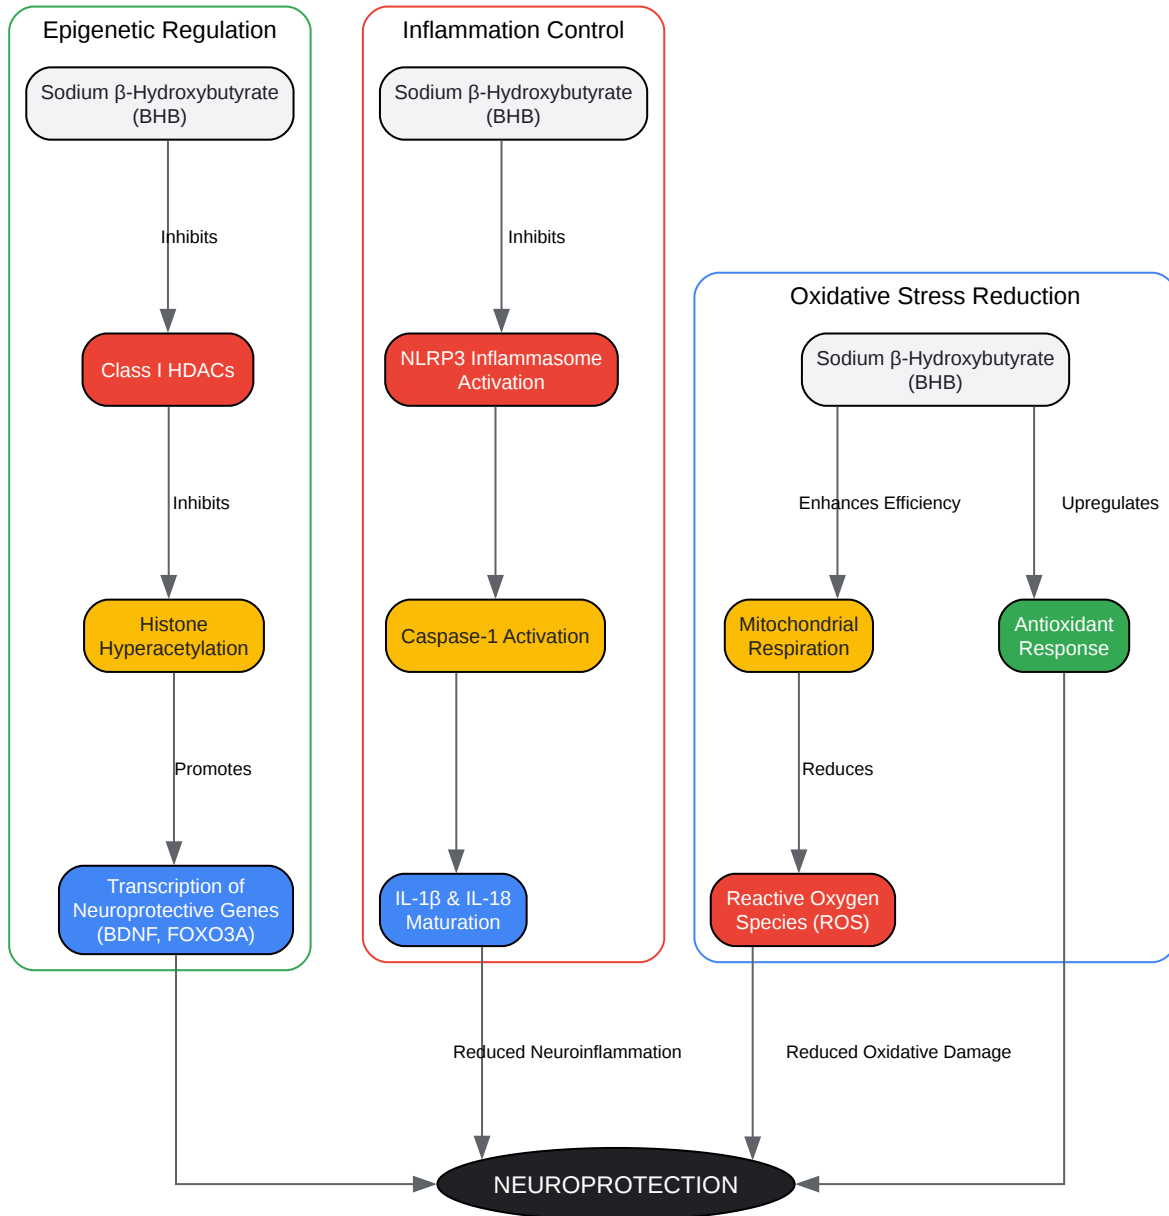 Epigenetic Regulation
Sodium β-Hydroxybutyrate
(BHB)
Inhibits
Class I HDACs
Inhibits
Histone
Hyperacetylation
Promotes
Transcription of
Neuroprotective Genes
(BDNF, FOXO3A)
Inflammation Control
Sodium β-Hydroxybutyrate
(BHB)
Inhibits
NLRP3 Inflammasome
Activation
Caspase-1 Activation
IL-1β & IL-18
Maturation
Reduced Neuroinflammation
Oxidative Stress Reduction
Sodium β-Hydroxybutyrate
(BHB)
Enhances Efficiency
Upregulates
Mitochondrial
Respiration
Antioxidant
Response
Reduces
Reactive Oxygen
Species (ROS)
Reduced Oxidative Damage
NEUROPROTECTION